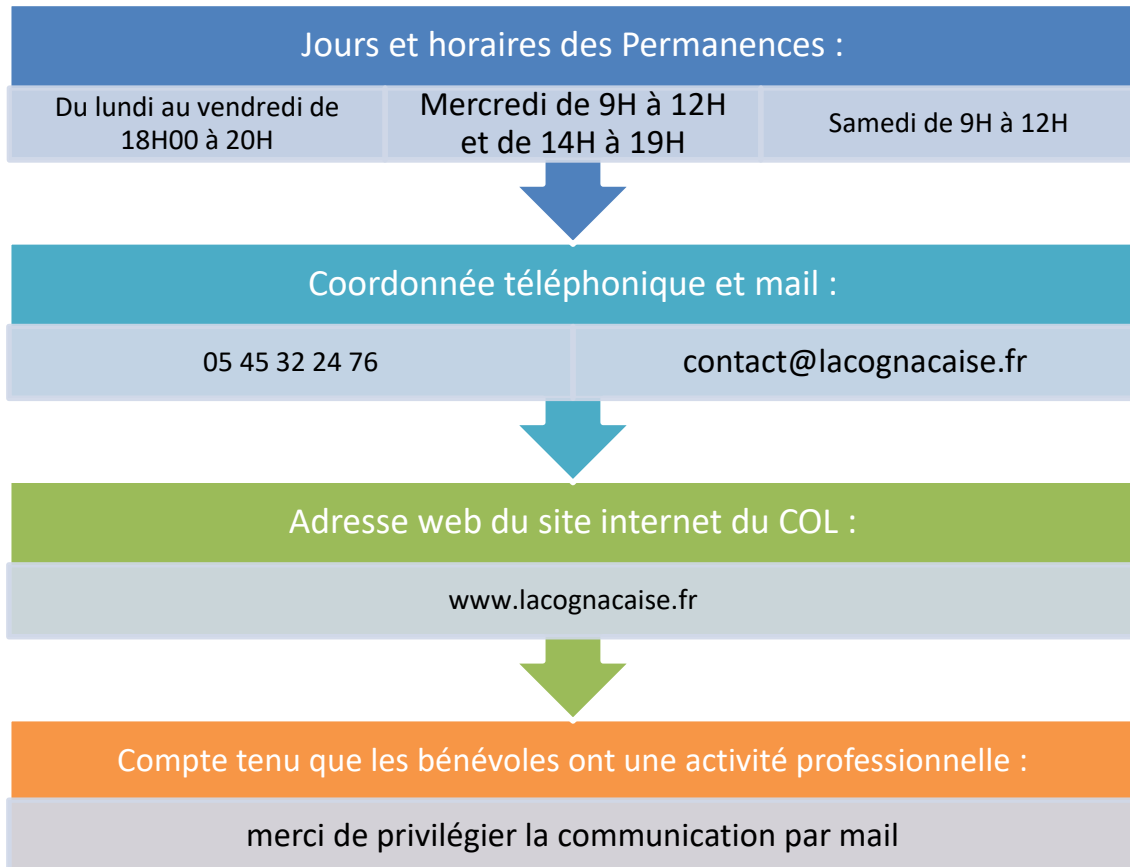 Jours et horaires des Permanences :
Du lundi au vendredi de
18H00 à 20H
Mercredi de 9H à 12H
et de 14H à 19H
Samedi de 9H à 12H
Coordonnée téléphonique et mail :
05 45 32 24 76
contact@lacognacaise.fr
Adresse web du site internet du COL :
www.lacognacaise.fr
Compte tenu que les bénévoles ont une activité professionnelle :
merci de privilégier la communication par mail